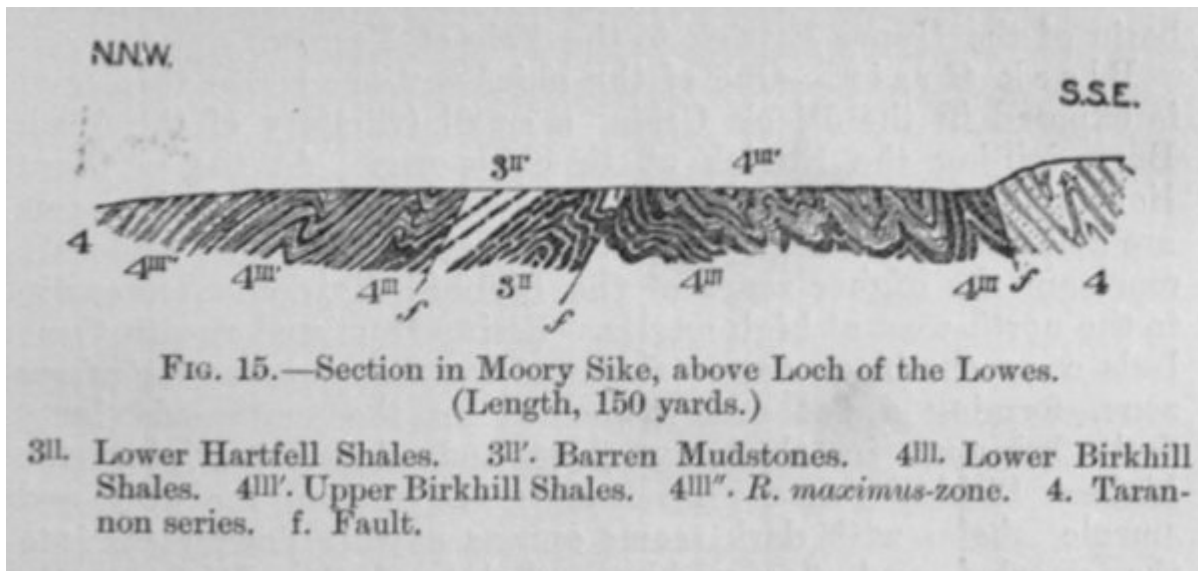 N.N.W.
S.S.E.
3II' 4III'
4 4III'' 4III' 4III f 3II f 4III 4III f 4
FIG. 15.—Section in Moory Sike, above Loch of the Lowes.
(Length, 150 yards.)
3II. Lower Hartfell Shales. 3II'. Barren Mudstones. 4III. Lower Birkhill
Shales. 4III'. Upper Birkhill Shales. 4III''. R. maximus-zone. 4. Taran-
non series. f. Fault.